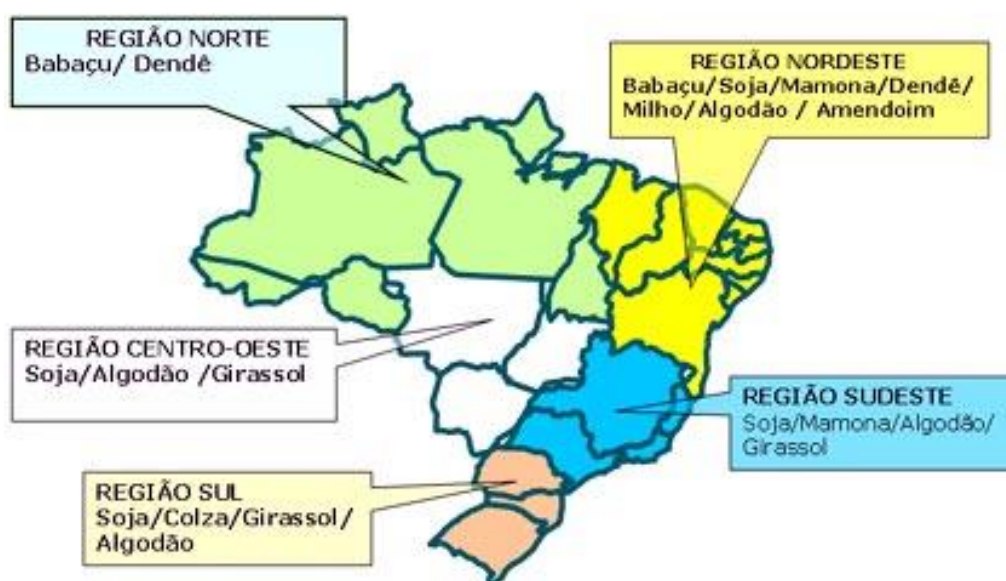 REGIÃO NORTE
Babaçu/ Dendê
REGIÃO NORDESTE
Babaçu/Soja/Mamona/Dendê/
Milho/Algodão / Amendoim
REGIÃO CENTRO-OESTE
Soja/Algodão /Girassol
REGIÃO SUDESTE
Soja/Mamona/Algodão/
Girassol
REGIÃO SUL
Soja/Colza/Girassol/
Algodão